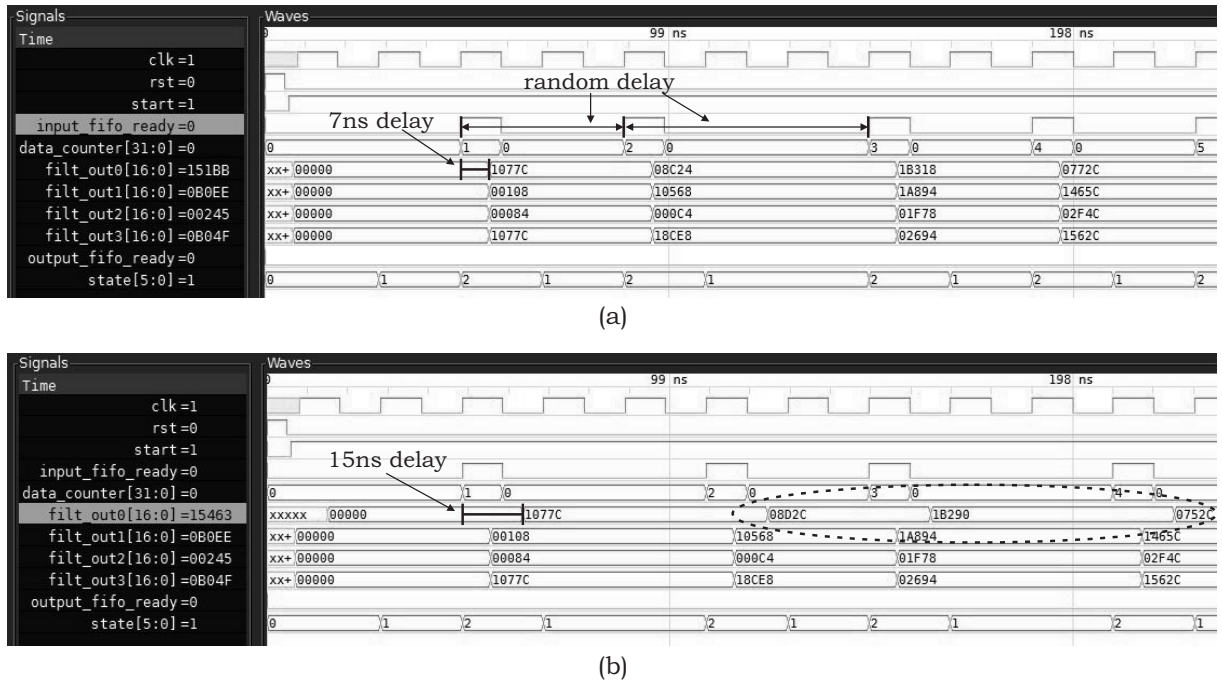 Signals Waves
Time 0 99 ns 198 ns
clk=1
rst=0
start=1 random delay
input_fifo_ready=0 7ns delay
data_counter[31:0]=0 0 1 0 2 0 3 0 4 0 5
filt_out0[16:0]=151BB xx+ 00000 1077C 08C24 1B318 0772C
filt_out1[16:0]=0B0EE xx+ 00000 00108 10568 1A894 1465C
filt_out2[16:0]=00245 xx+ 00000 00084 000C4 01F78 02F4C
filt_out3[16:0]=0B04F xx+ 00000 1077C 18CE8 02694 1562C
output_fifo_ready=0
state[5:0]=1 0 1 2 1 2 1 2 1 2 1 2
(a)
Signals Waves
Time 0 99 ns 198 ns
clk=1
rst=0
start=1
input_fifo_ready=0 15ns delay
data_counter[31:0]=0 0 1 0 2 0 3 0 4 0
filt_out0[16:0]=15463 xxxxx 00000 1077C 08D2C 1B290 0752C
filt_out1[16:0]=0B0EE xx+ 00000 00108 10568 1A894 1465C
filt_out2[16:0]=00245 xx+ 00000 00084 000C4 01F78 02F4C
filt_out3[16:0]=0B04F xx+ 00000 1077C 18CE8 02694 1562C
output_fifo_ready=0
state[5:0]=1 0 1 2 1 2 1 2 1 2 1
(b)